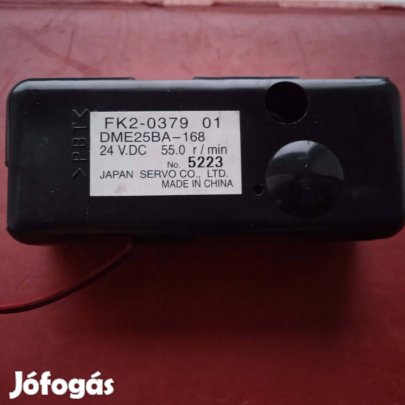 >PBT<
FK2-0379 01
DME25BA-168
24 V.DC 55.0 r/min
No. 5223
JAPAN SERVO CO., LTD.
MADE IN CHINA
Jófogás